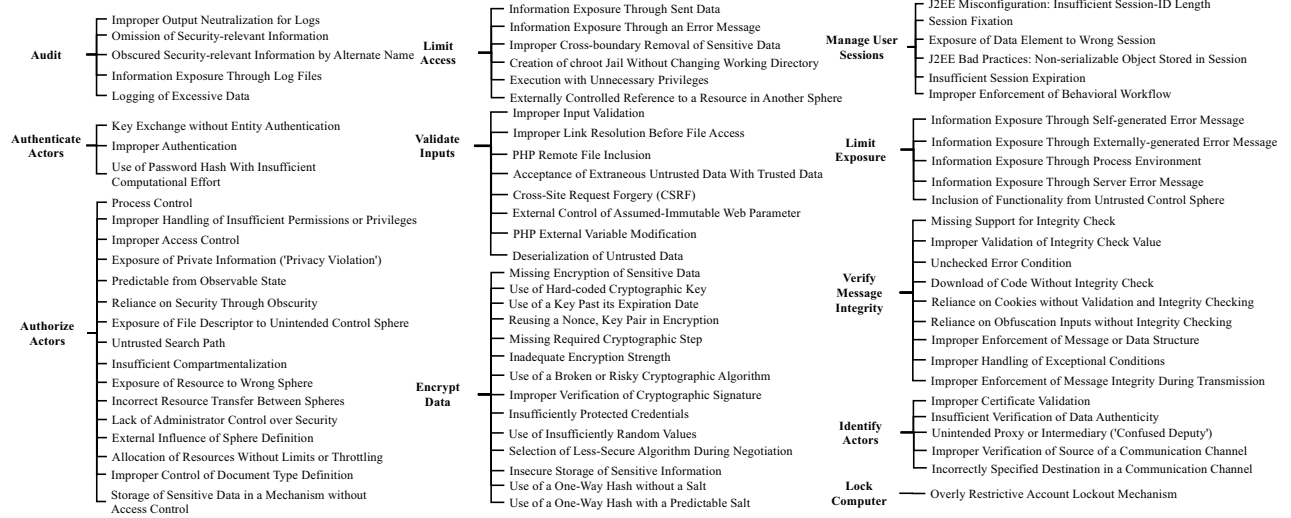 Audit
Improper Output Neutralization for Logs
Omission of Security-relevant Information
Obscured Security-relevant Information by Alternate Name
Information Exposure Through Log Files
Logging of Excessive Data
Authenticate
Actors
Key Exchange without Entity Authentication
Improper Authentication
Use of Password Hash With Insufficient
Computational Effort
Authorize
Actors
Process Control
Improper Handling of Insufficient Permissions or Privileges
Improper Access Control
Exposure of Private Information ('Privacy Violation')
Predictable from Observable State
Reliance on Security Through Obscurity
Exposure of File Descriptor to Unintended Control Sphere
Untrusted Search Path
Insufficient Compartmentalization
Exposure of Resource to Wrong Sphere
Incorrect Resource Transfer Between Spheres
Lack of Administrator Control over Security
External Influence of Sphere Definition
Allocation of Resources Without Limits or Throttling
Improper Control of Document Type Definition
Storage of Sensitive Data in a Mechanism without
Access Control
Limit
Access
Information Exposure Through Sent Data
Information Exposure Through an Error Message
Improper Cross-boundary Removal of Sensitive Data
Creation of chroot Jail Without Changing Working Directory
Execution with Unnecessary Privileges
Externally Controlled Reference to a Resource in Another Sphere
Validate
Inputs
Improper Input Validation
Improper Link Resolution Before File Access
PHP Remote File Inclusion
Acceptance of Extraneous Untrusted Data With Trusted Data
Cross-Site Request Forgery (CSRF)
External Control of Assumed-Immutable Web Parameter
PHP External Variable Modification
Deserialization of Untrusted Data
Encrypt
Data
Missing Encryption of Sensitive Data
Use of Hard-coded Cryptographic Key
Use of a Key Past its Expiration Date
Reusing a Nonce, Key Pair in Encryption
Missing Required Cryptographic Step
Inadequate Encryption Strength
Use of a Broken or Risky Cryptographic Algorithm
Improper Verification of Cryptographic Signature
Insufficiently Protected Credentials
Use of Insufficiently Random Values
Selection of Less-Secure Algorithm During Negotiation
Insecure Storage of Sensitive Information
Use of a One-Way Hash without a Salt
Use of a One-Way Hash with a Predictable Salt
Manage User
Sessions
J2EE Misconfiguration: Insufficient Session-ID Length
Session Fixation
Exposure of Data Element to Wrong Session
J2EE Bad Practices: Non-serializable Object Stored in Session
Insufficient Session Expiration
Improper Enforcement of Behavioral Workflow
Limit
Exposure
Information Exposure Through Self-generated Error Message
Information Exposure Through Externally-generated Error Message
Information Exposure Through Process Environment
Information Exposure Through Server Error Message
Inclusion of Functionality from Untrusted Control Sphere
Verify
Message
Integrity
Missing Support for Integrity Check
Improper Validation of Integrity Check Value
Unchecked Error Condition
Download of Code Without Integrity Check
Reliance on Cookies without Validation and Integrity Checking
Reliance on Obfuscation Inputs without Integrity Checking
Improper Enforcement of Message or Data Structure
Improper Handling of Exceptional Conditions
Improper Enforcement of Message Integrity During Transmission
Identify
Actors
Improper Certificate Validation
Insufficient Verification of Data Authenticity
Unintended Proxy or Intermediary ('Confused Deputy')
Improper Verification of Source of a Communication Channel
Incorrectly Specified Destination in a Communication Channel
Lock
Computer
Overly Restrictive Account Lockout Mechanism